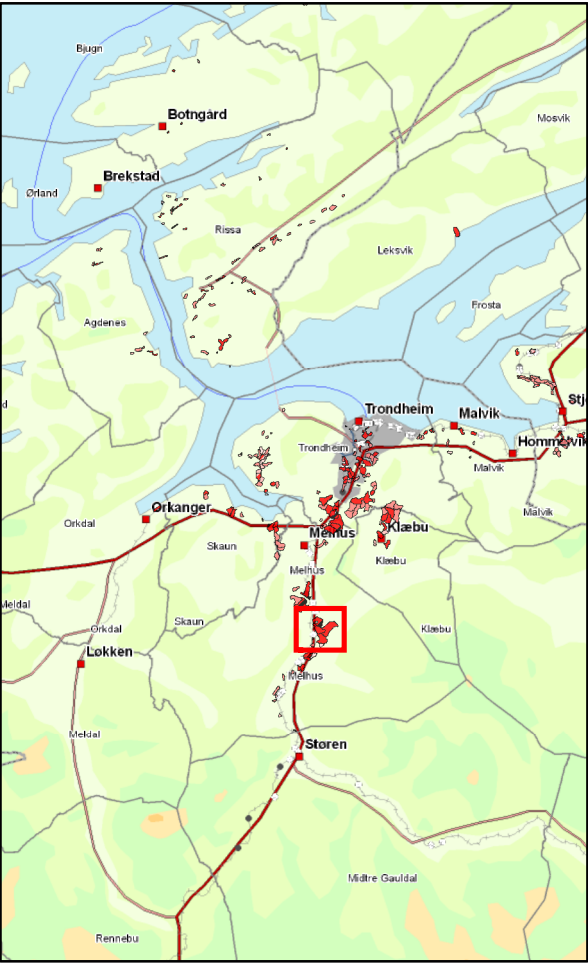 Bjugn
Botngård
Mosvik
Brekstad
Ørland
Rissa
Leksvik
Frosta
Agdenes
d
Stj
Trondheim
Malvik
Trondheim
Hommelvik
Malvik
Orkanger
Malvik
Orkdal
Klæbu
Melhus
Skaun
Klæbu
Melhus
Meldal
Skaun
Orkdal
Klæbu
Løkken
Melhus
Meldal
Støren
Midtre Gauldal
Rennebu